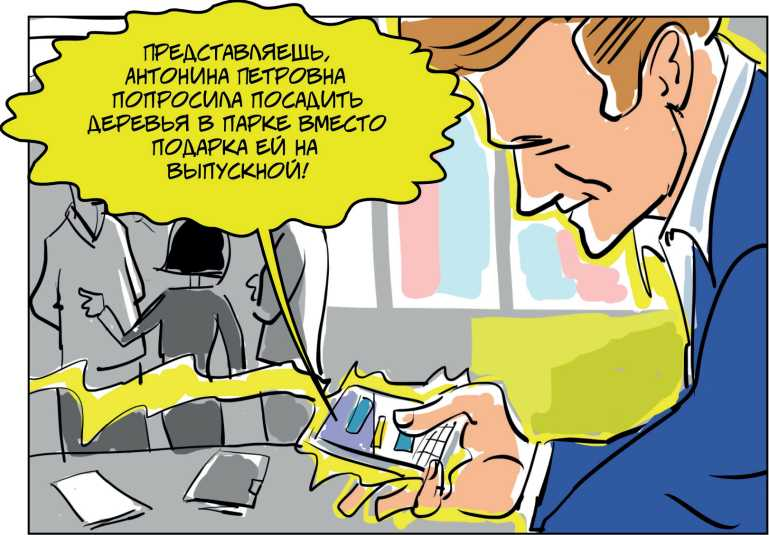 ПРЕДСТАВЛЯЕШЬ,
АНТОНИНА ПЕТРОВНА
ПОПРОСИЛА ПОСАДИТЬ
ДЕРЕВЬЯ В ПАРКЕ ВМЕСТО
ПОДАРКА ЕЙ НА
ВЫПУСКНОЙ!